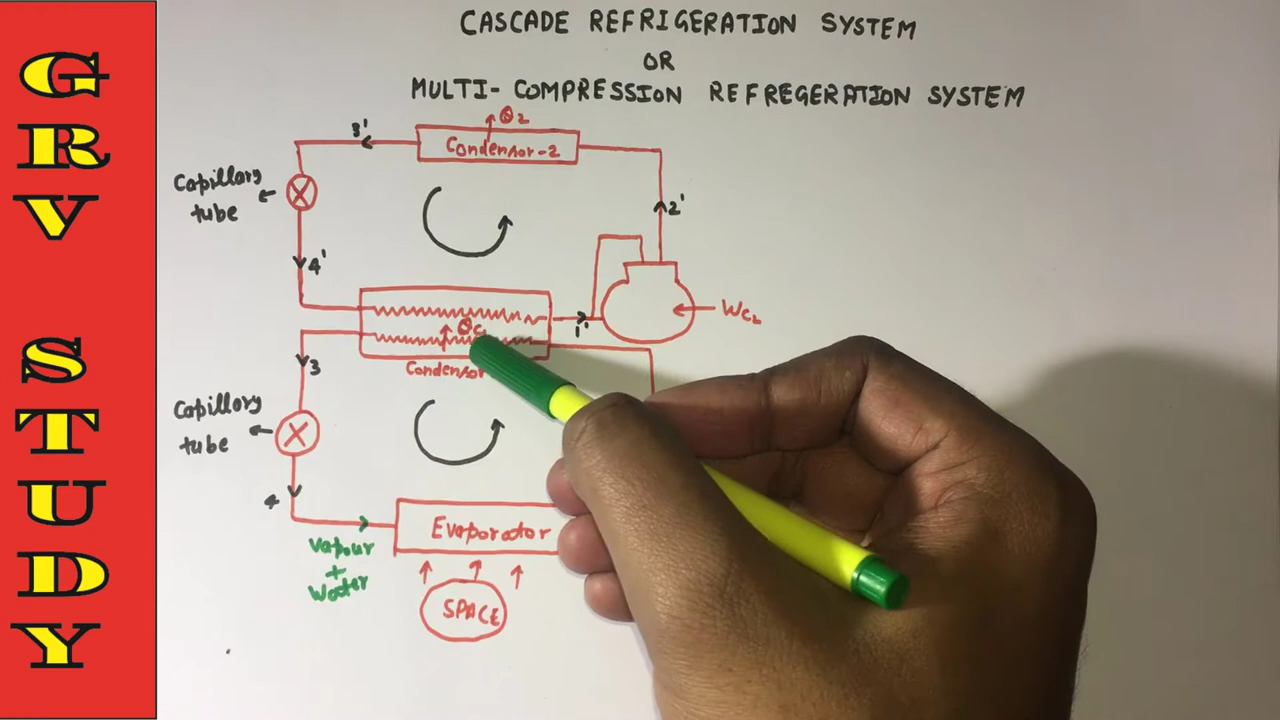 GRV STUDY
CASCADE REFRIGERATION SYSTEM
OR
MULTI-COMPRESSION REFREGERATION SYSTEM
Q2
3'
Condensor-2
Capillary
tube
2'
4'
Qc
1'
Wc2
3
Condensor
Capillary
tube
4
Evaporator
Vapour
+
Water
SPACE